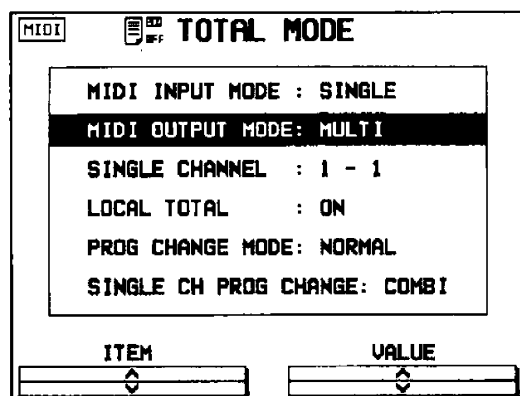 MIDI
TOTAL MODE
MIDI INPUT MODE : SINGLE
MIDI OUTPUT MODE: MULTI
SINGLE CHANNEL : 1 - 1
LOCAL TOTAL : ON
PROG CHANGE MODE: NORMAL
SINGLE CH PROG CHANGE: COMBI
ITEM
VALUE